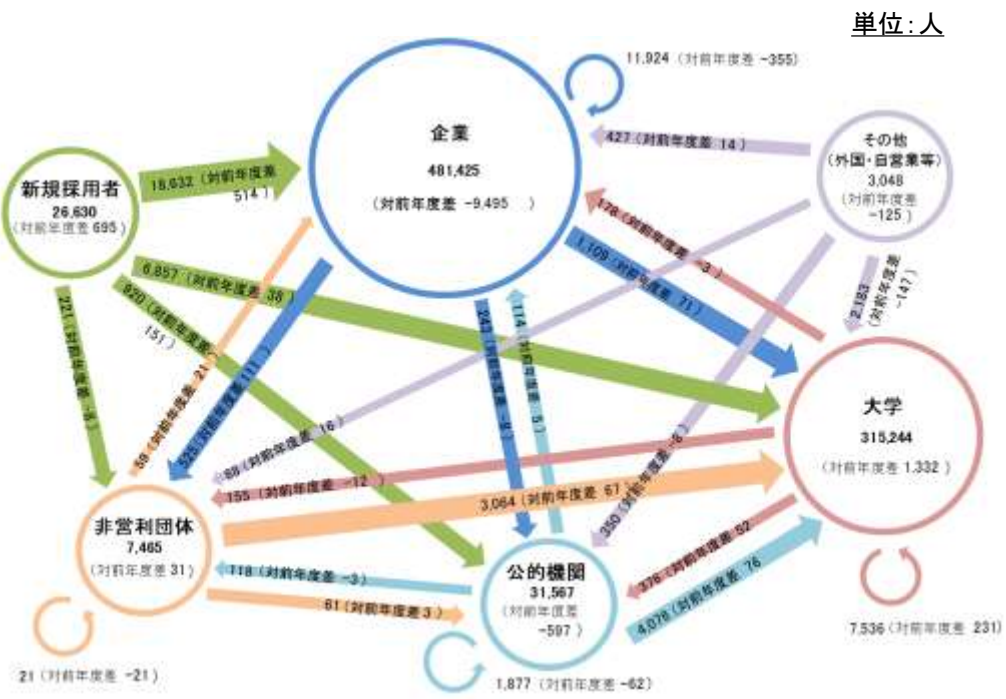 単位：人
11,924（対前年度差 -355）
企業
481,425
（対前年度差 -9,495 ）
427（対前年度差 14 ）
その他
（外国・自営業等）
3,048
（対前年度差
-125 ）
新規採用者
26,630
（対前年度差 695 ）
18,632（対前年度差
514 ）
178（対前年度差 -3 ）
1,109（対前年度差 71 ）
2,183
（対前年度差
-147）
6,857（対前年度差 38 ）
920（対前年度差
151 ）
221（対前年度差
59（対前年度差 21 ）
525（対前年度差 111 ）
243（対前年度差
114（対前年度差 5 ）
大学
315,244
（対前年度差 1,332 ）
88（対前年度差 16 ）
155（対前年度差 -12 ）
3,064（対前年度差 67 ）
350（対前年度差
376（対前年度差 52
4,078（対前年度差 76
非営利団体
7,465
（対前年度差 31 ）
118（対前年度差 -3 ）
61（対前年度差 3 ）
公的機関
31,567
（対前年度差
-597 ）
7,536（対前年度差 231）
21（対前年度差 -21）
1,877（対前年度差 -62）